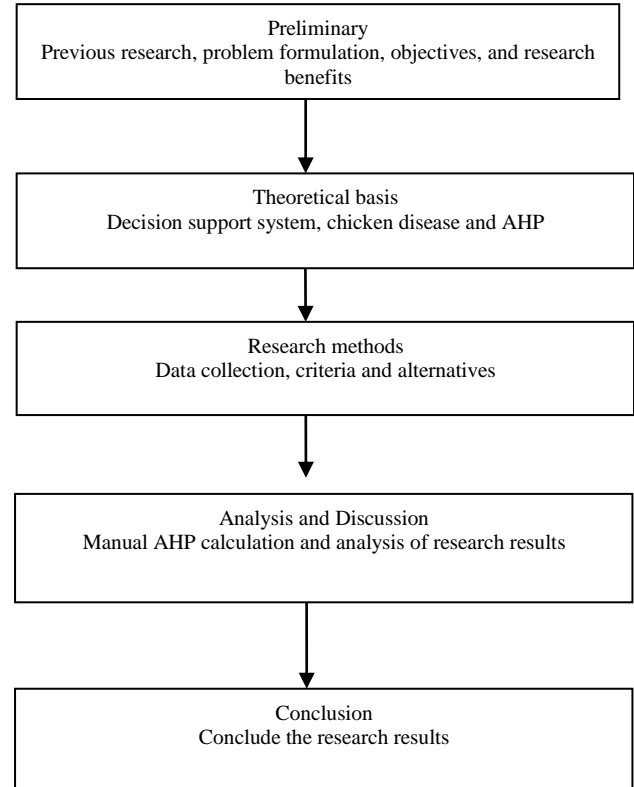 Preliminary
Previous research, problem formulation, objectives, and research
benefits
Theoretical basis
Decision support system, chicken disease and AHP
Research methods
Data collection, criteria and alternatives
Analysis and Discussion
Manual AHP calculation and analysis of research results
Conclusion
Conclude the research results